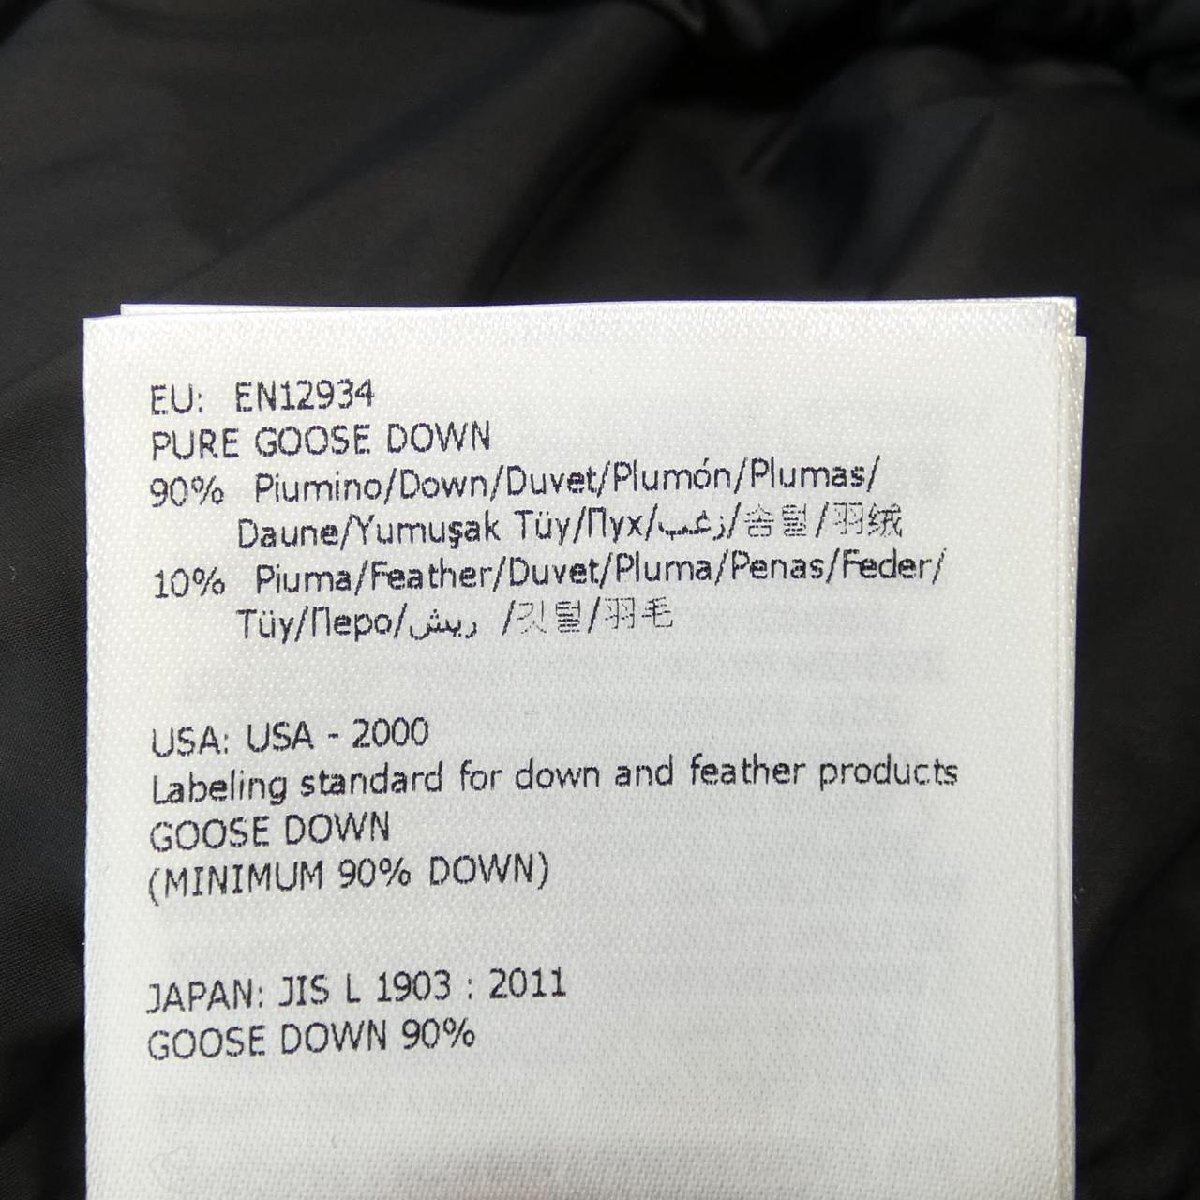 EU: EN12934
PURE GOOSE DOWN
90% Piumino/Down/Duvet/Plumón/Plumas/
Daune/Yumuşak Tüy/Пух/زغب/솜털/羽绒
10% Piuma/Feather/Duvet/Pluma/Penas/Feder/
Tüy/Перо/ريش /깃털/羽毛
USA: USA - 2000
Labeling standard for down and feather products
GOOSE DOWN
(MINIMUM 90% DOWN)
JAPAN: JIS L 1903 : 2011
GOOSE DOWN 90%